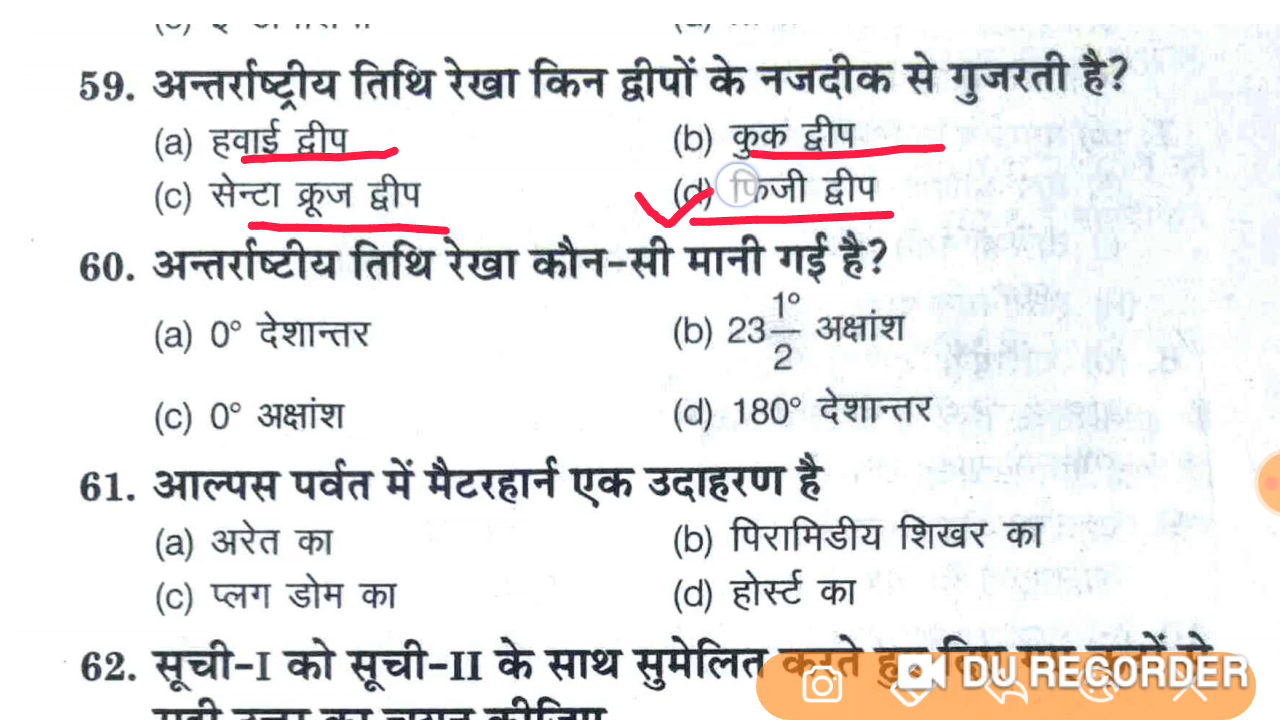 59. अन्तर्राष्ट्रीय तिथि रेखा किन द्वीपों के नजदीक से गुजरती है?
(a) हवाई द्वीप (b) कुक द्वीप
(c) सेन्टा क्रूज द्वीप (d) फिजी द्वीप
60. अन्तर्राष्टीय तिथि रेखा कौन-सी मानी गई है?
(a) 0° देशान्तर (b) 23 1°/2 अक्षांश
(c) 0° अक्षांश (d) 180° देशान्तर
61. आल्पस पर्वत में मैटरहार्न एक उदाहरण है
(a) अरेत का (b) पिरामिडीय शिखर का
(c) प्लग डोम का (d) होर्स्ट का
62. सूची-I को सूची-II के साथ सुमेलित करते
DU RECORDER